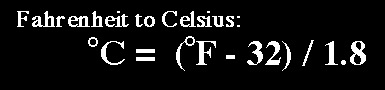 Fahrenheit to Celsius:
°C = (°F - 32) / 1.8